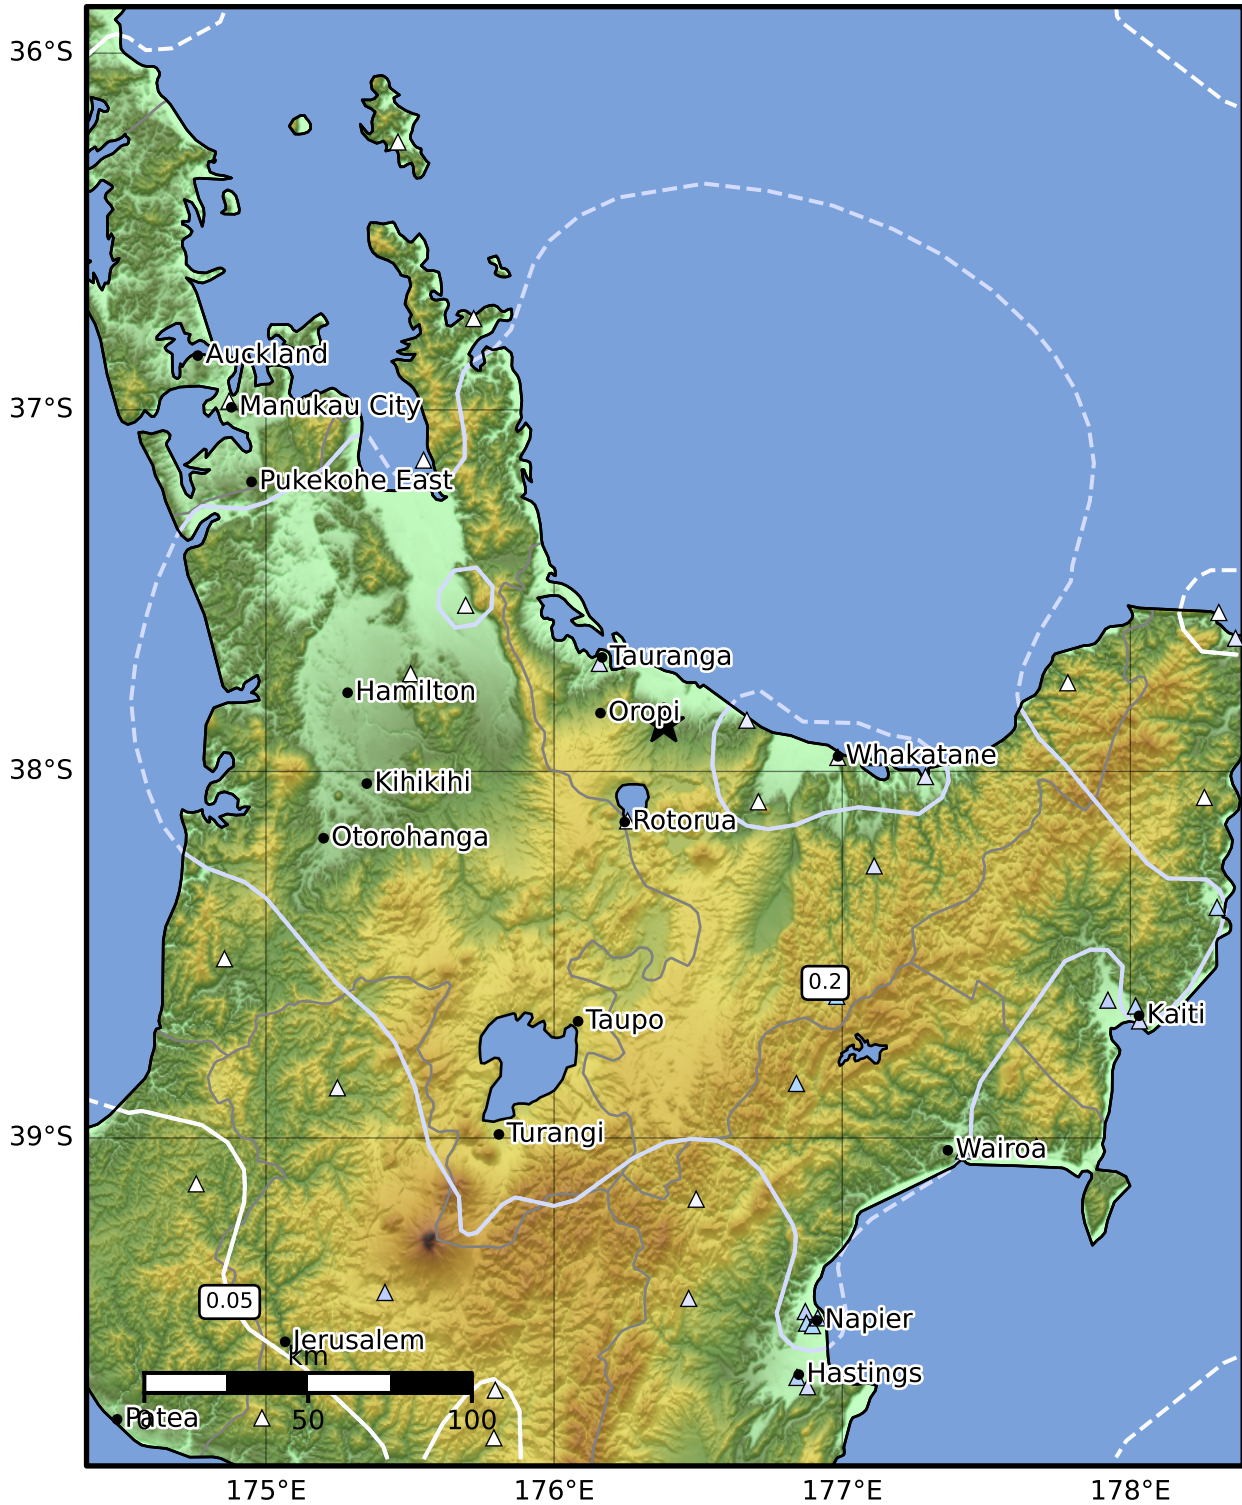 36°S
Auckland
37°S
Manukau City
Pukekohe East
Tauranga
Hamilton
Oropi
Whakatane
38°S
Kihikihi
Rotorua
Otorohanga
0.2
Kaiti
Taupo
39°S
Turangi
Wairoa
0.05
Napier
Jerusalem
km
Hastings
Patea
0 50 100
175°E 176°E 177°E 178°E